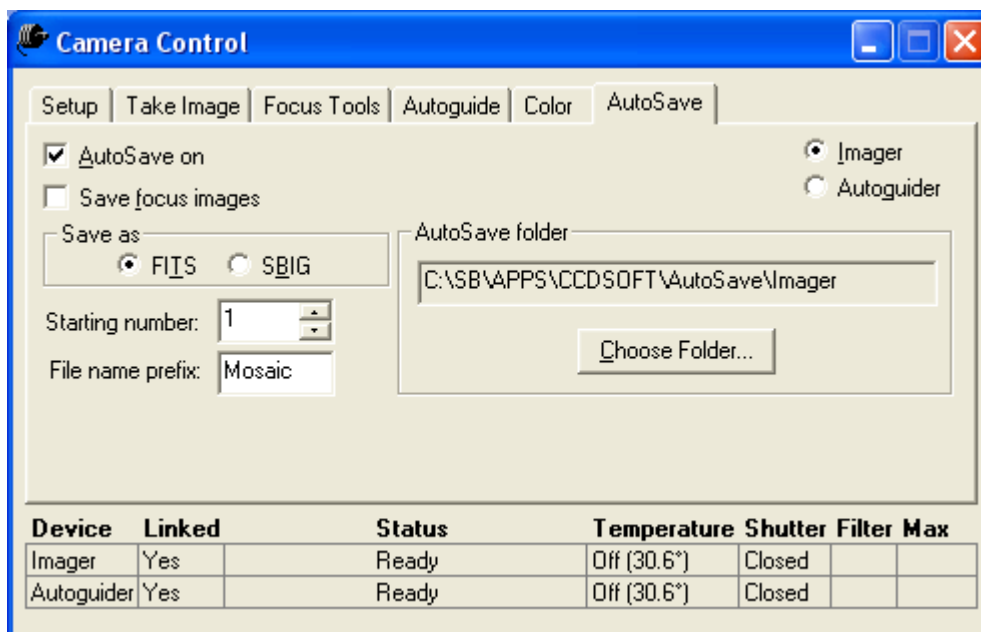 Camera Control
Setup Take Image Focus Tools Autoguide Color AutoSave
AutoSave on
Imager
Save focus images
Autoguider
Save as
FITS SBIG
AutoSave folder
C:\SB\APPS\CCDSOFT\AutoSave\Imager
Starting number: 1
Choose Folder...
File name prefix: Mosaic
Device Linked Status Temperature Shutter Filter Max
Imager Yes Ready Off (30.6°) Closed
Autoguider Yes Ready Off (30.6°) Closed